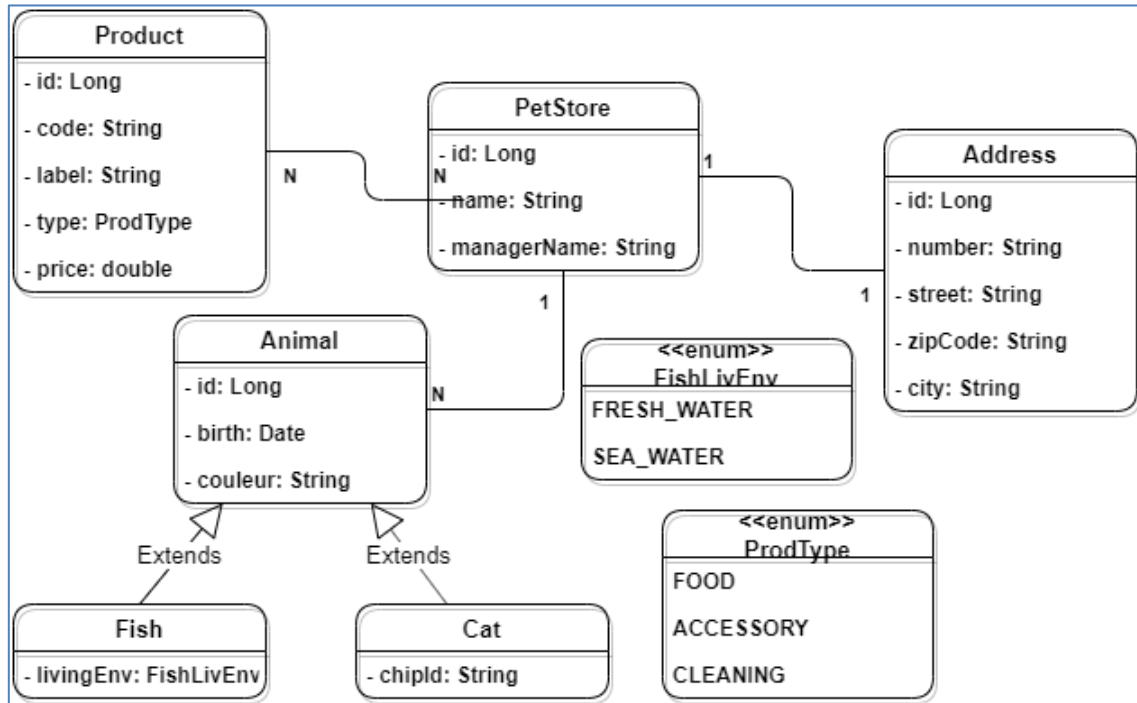 Product
- id: Long
- code: String
- label: String
- type: ProdType
- price: double
N
N
PetStore
- id: Long
- name: String
- managerName: String
1
1
Address
- id: Long
- number: String
- street: String
- zipCode: String
- city: String
1
N
Animal
- id: Long
- birth: Date
- couleur: String
<<enum>>
FishLivEnv
FRESH_WATER
SEA_WATER
Extends
Extends
<<enum>>
ProdType
FOOD
ACCESSORY
CLEANING
Fish
- livingEnv: FishLivEnv
Cat
- chipId: String